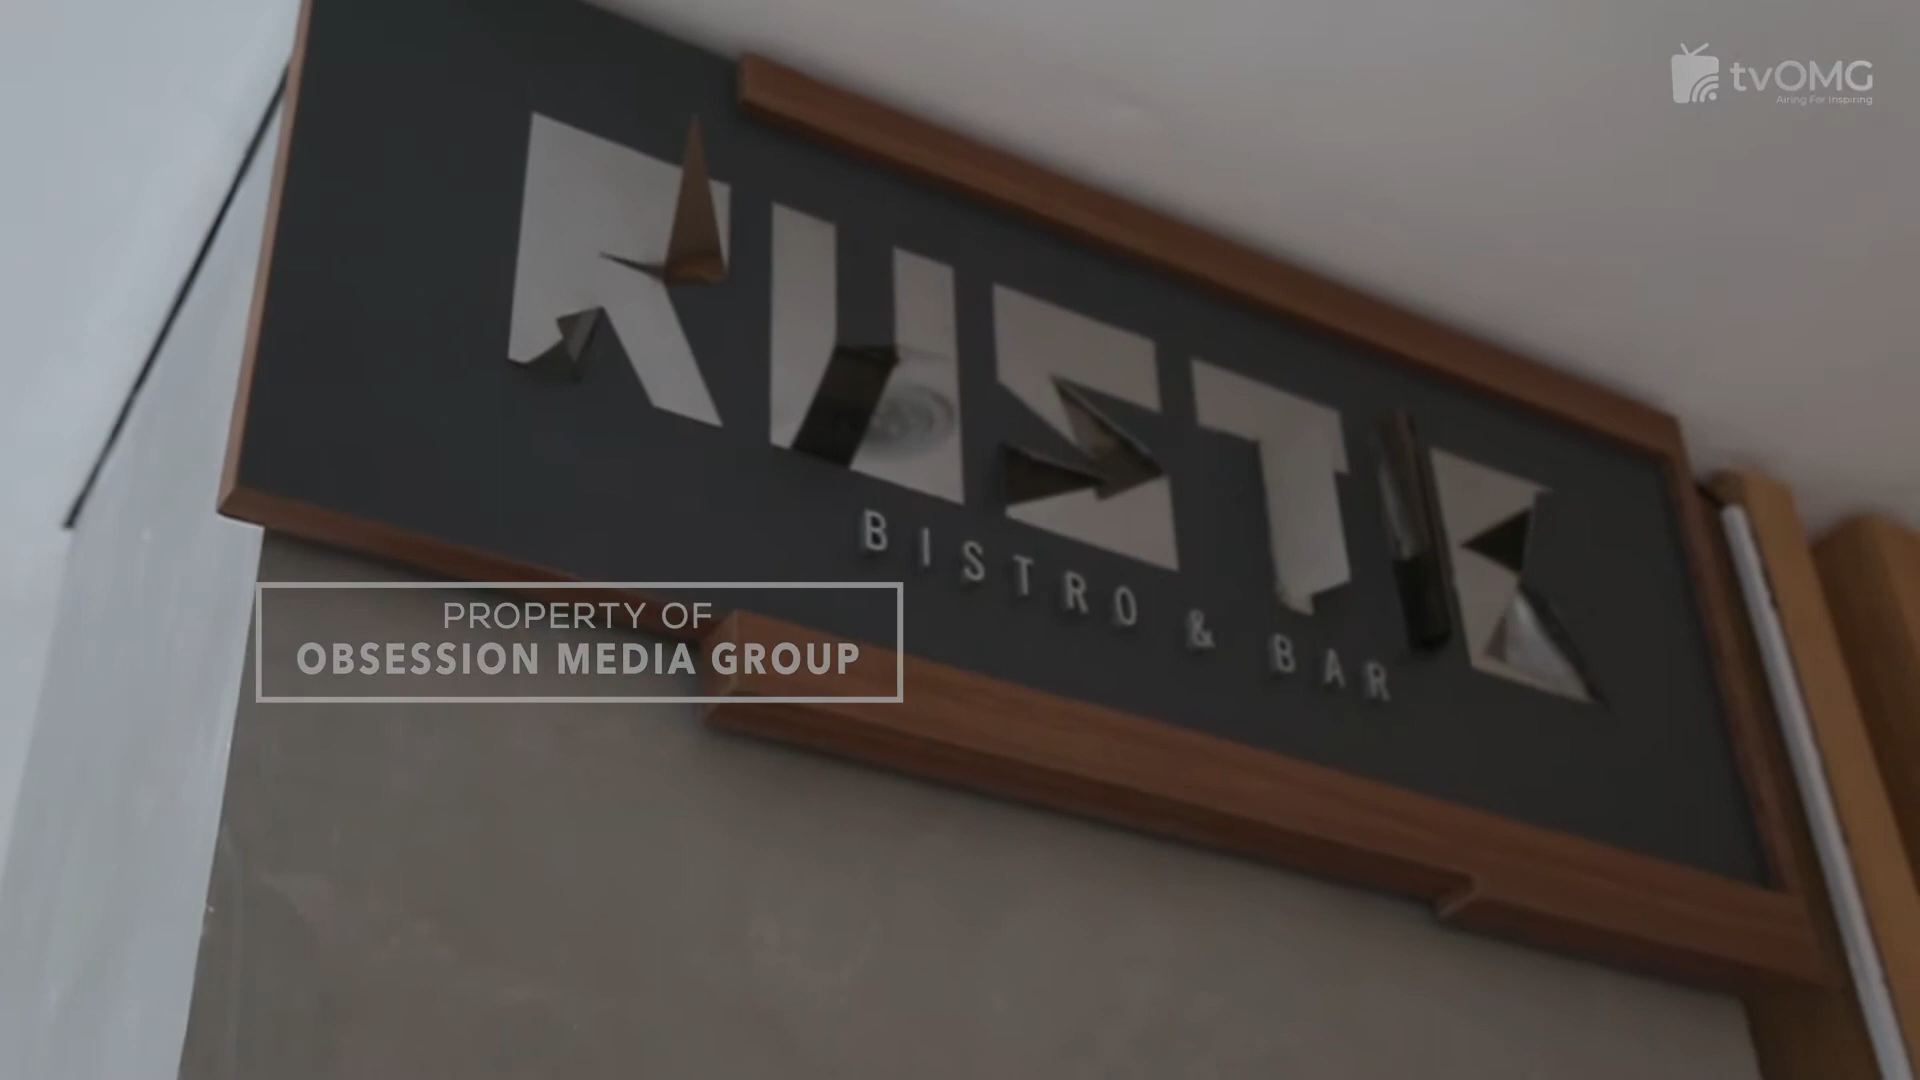 tvOMG
Airing For Inspiring
RUSTIK
BISTRO & BAR
PROPERTY OF
OBSESSION MEDIA GROUP